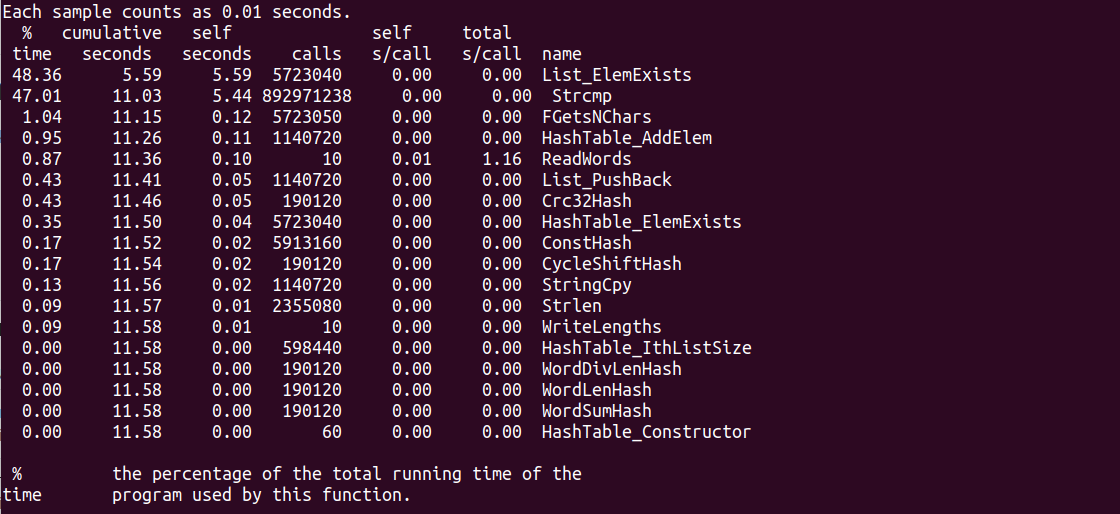 Each sample counts as 0.01 seconds.
  %   cumulative   self              self     total
 time   seconds   seconds    calls   s/call   s/call  name
 48.36      5.59     5.59  5723040     0.00     0.00  List_ElemExists
 47.01     11.03     5.44 892971238     0.00     0.00  Strcmp
  1.04     11.15     0.12  5723050     0.00     0.00  FGetsNChars
  0.95     11.26     0.11  1140720     0.00     0.00  HashTable_AddElem
  0.87     11.36     0.10       10     0.01     1.16  ReadWords
  0.43     11.41     0.05  1140720     0.00     0.00  List_PushBack
  0.43     11.46     0.05   190120     0.00     0.00  Crc32Hash
  0.35     11.50     0.04  5723040     0.00     0.00  HashTable_ElemExists
  0.17     11.52     0.02  5913160     0.00     0.00  ConstHash
  0.17     11.54     0.02   190120     0.00     0.00  CycleShiftHash
  0.13     11.56     0.02  1140720     0.00     0.00  StringCpy
  0.09     11.57     0.01  2355080     0.00     0.00  Strlen
  0.09     11.58     0.01       10     0.00     0.00  WriteLengths
  0.00     11.58     0.00   598440     0.00     0.00  HashTable_IthListSize
  0.00     11.58     0.00   190120     0.00     0.00  WordDivLenHash
  0.00     11.58     0.00   190120     0.00     0.00  WordLenHash
  0.00     11.58     0.00   190120     0.00     0.00  WordSumHash
  0.00     11.58     0.00       60     0.00     0.00  HashTable_Constructor
 %         the percentage of the total running time of the
time       program used by this function.